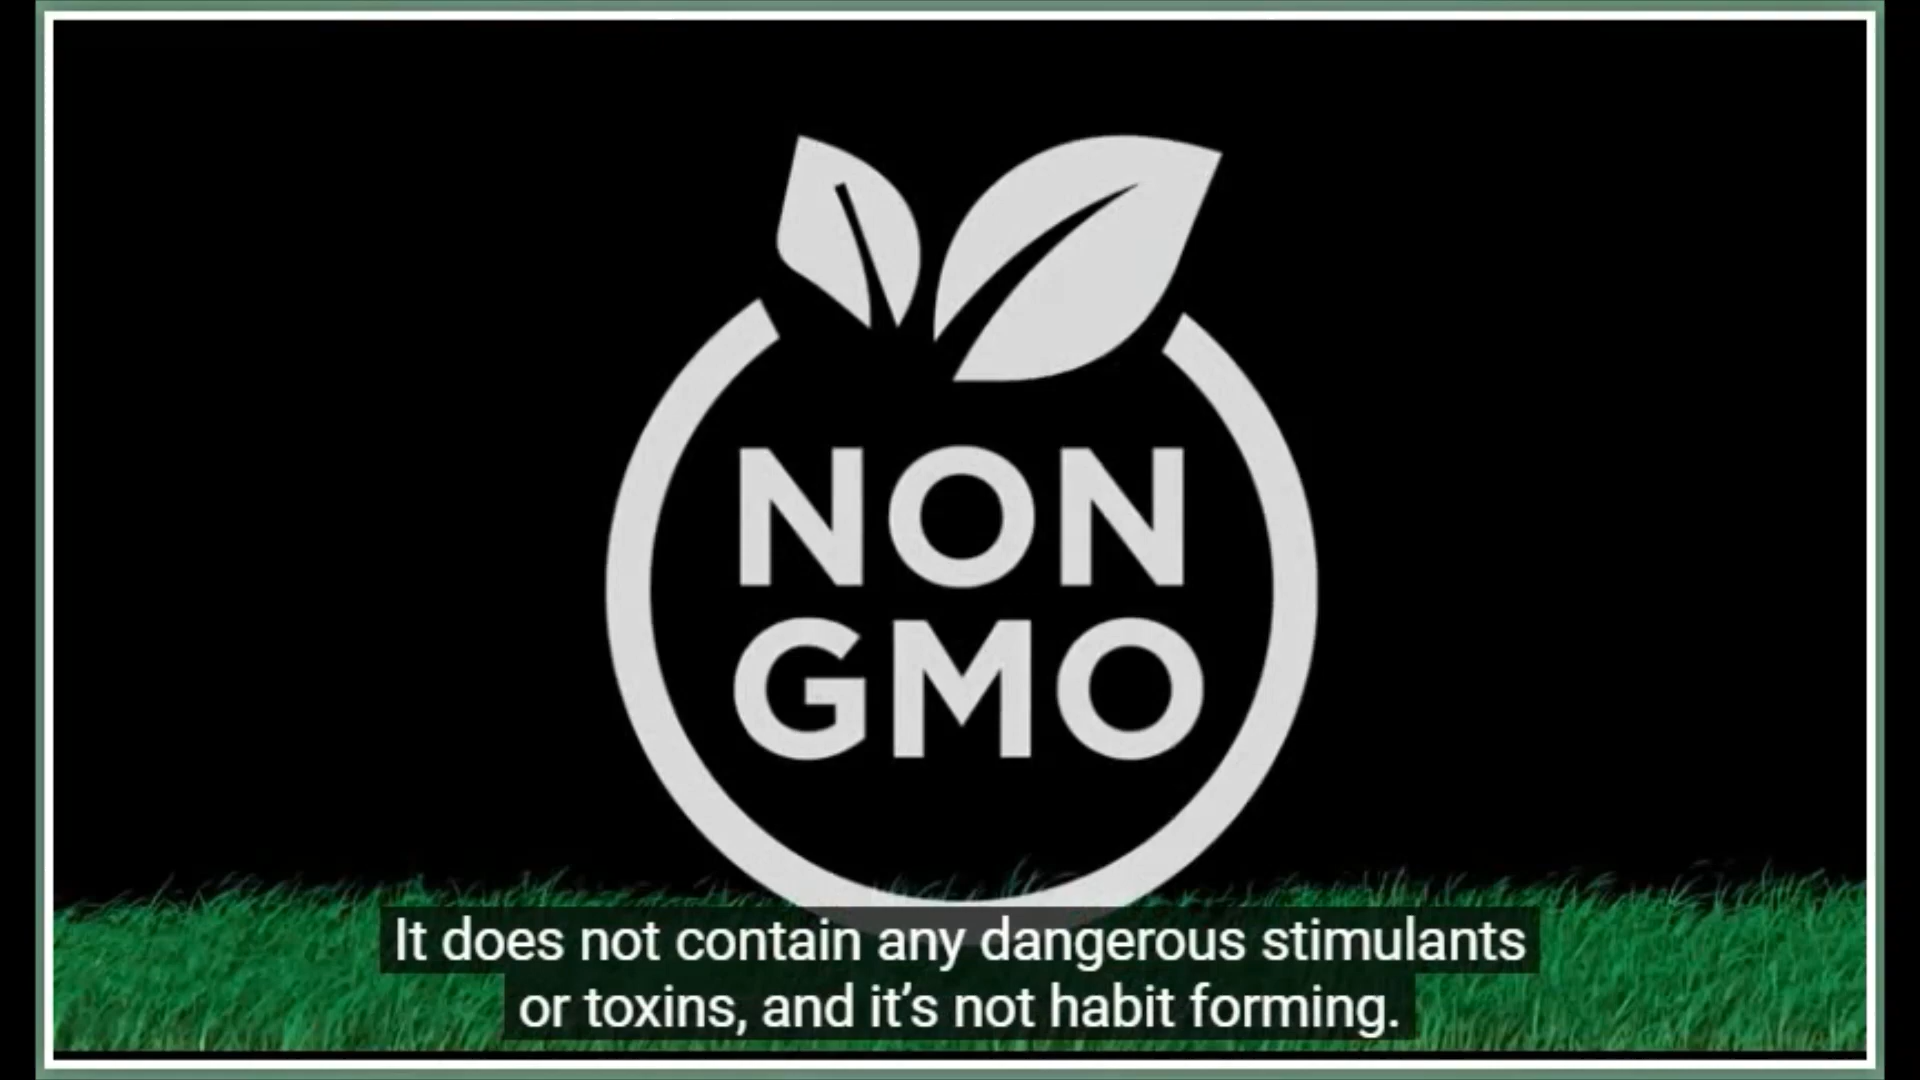 NON
GMO
It does not contain any dangerous stimulants
or toxins, and it’s not habit forming.